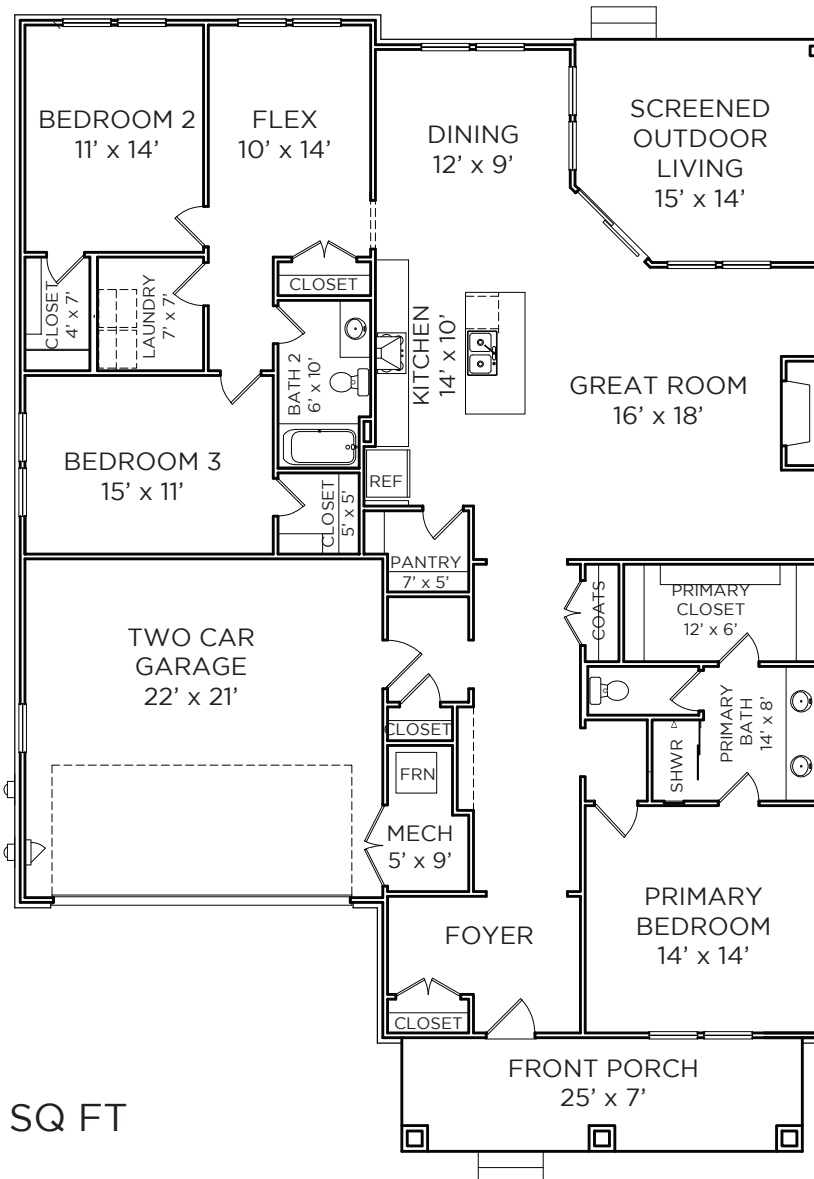 BEDROOM 2
11’ x 14’
FLEX
10’ x 14’
DINING
12’ x 9’
SCREENED
OUTDOOR
LIVING
15’ x 14’
CLOSET
4’ x 7’
LAUNDRY
7’ x 7’
CLOSET
BATH 2
6’ x 10’
KITCHEN
14’ x 10’
GREAT ROOM
16’ x 18’
BEDROOM 3
15’ x 11’
CLOSET
5’ x 5’
REF
PANTRY
7’ x 5’
COATS
PRIMARY
CLOSET
12’ x 6’
TWO CAR
GARAGE
22’ x 21’
CLOSET
SHWR
PRIMARY
BATH
14’ x 8’
FRN
MECH
5’ x 9’
PRIMARY
BEDROOM
14’ x 14’
FOYER
CLOSET
FRONT PORCH
25’ x 7’
SQ FT